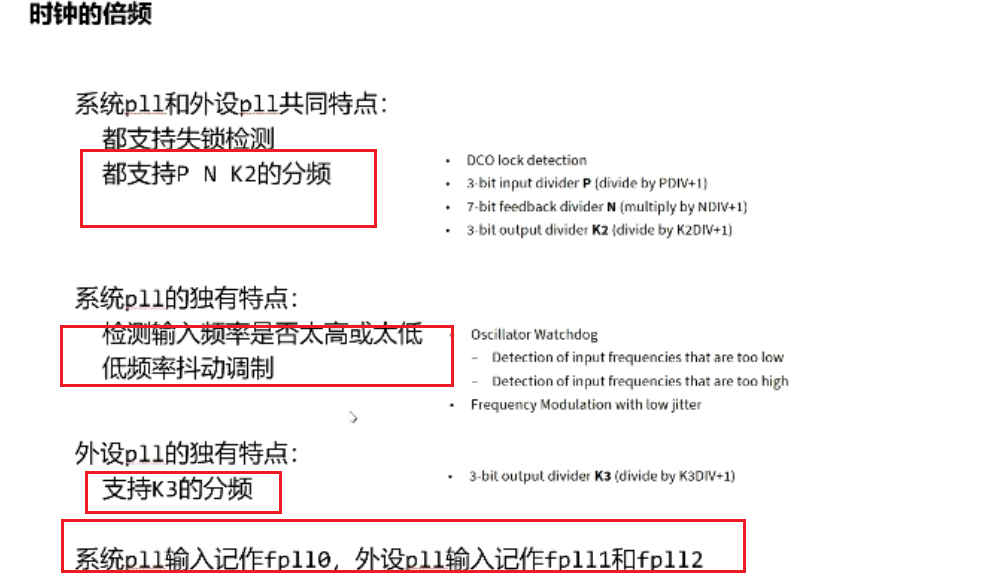 时钟的倍频
系统pll和外设pll共同特点：
都支持失锁检测
都支持P N K2的分频
• DCO lock detection
• 3-bit input divider P (divide by PDIV+1)
• 7-bit feedback divider N (multiply by NDIV+1)
• 3-bit output divider K2 (divide by K2DIV+1)
系统pll的独有特点：
检测输入频率是否太高或太低
低频率抖动调制
Oscillator Watchdog
– Detection of input frequencies that are too low
– Detection of input frequencies that are too high
• Frequency Modulation with low jitter
外设pll的独有特点：
支持K3的分频
• 3-bit output divider K3 (divide by K3DIV+1)
系统pll输入记作fpll0, 外设pll输入记作fpll1和fpll2